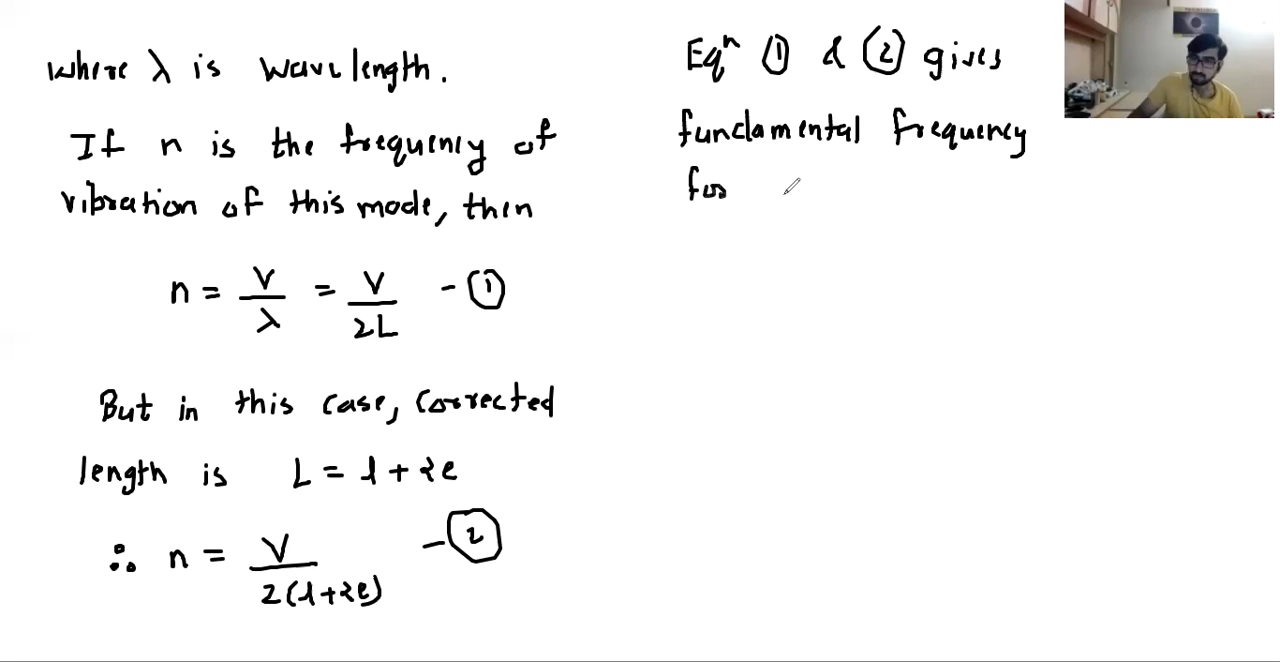 where λ is wavelength.
If n is the frequency of
vibration of this mode, then
n = V/λ = V/2L - ①
But in this case, corrected
length is L = l + 2e
∴ n = V/2(l+2e) - ②
Eqⁿ ① & ② gives
fundamental frequency
for